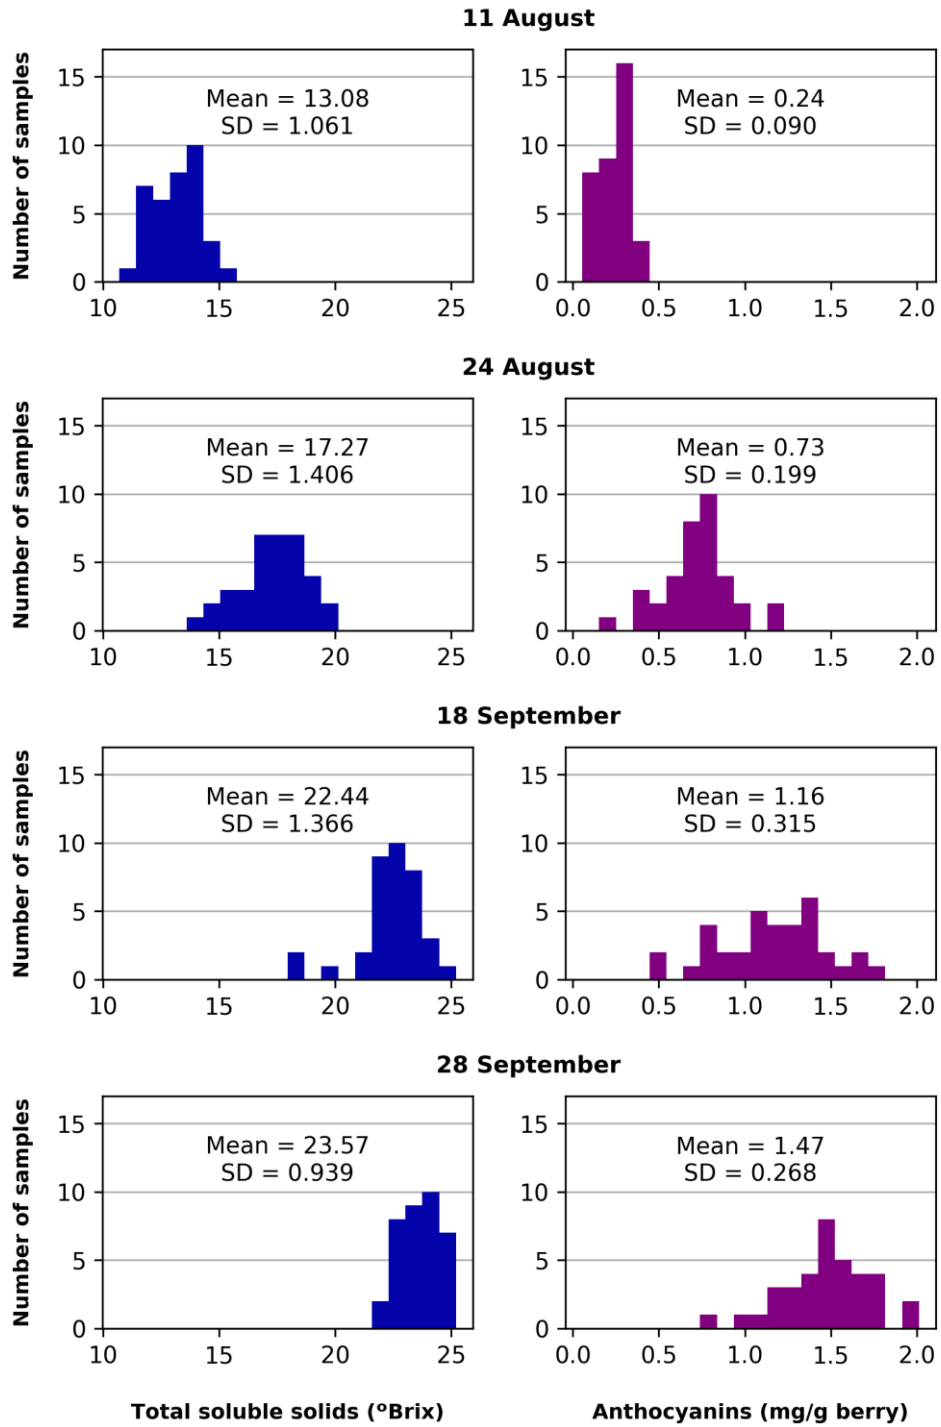 11 August
Number of samples
15
10
5
0
Mean = 13.08
SD = 1.061
10 15 20 25
Mean = 0.24
SD = 0.090
15
10
5
0
0.0 0.5 1.0 1.5 2.0
24 August
Number of samples
15
10
5
0
Mean = 17.27
SD = 1.406
10 15 20 25
15
10
5
0
Mean = 0.73
SD = 0.199
0.0 0.5 1.0 1.5 2.0
18 September
Number of samples
15
10
5
0
Mean = 22.44
SD = 1.366
10 15 20 25
15
10
5
0
Mean = 1.16
SD = 0.315
0.0 0.5 1.0 1.5 2.0
28 September
Number of samples
15
10
5
0
Mean = 23.57
SD = 0.939
10 15 20 25
15
10
5
0
Mean = 1.47
SD = 0.268
0.0 0.5 1.0 1.5 2.0
Total soluble solids (ºBrix)
Anthocyanins (mg/g berry)